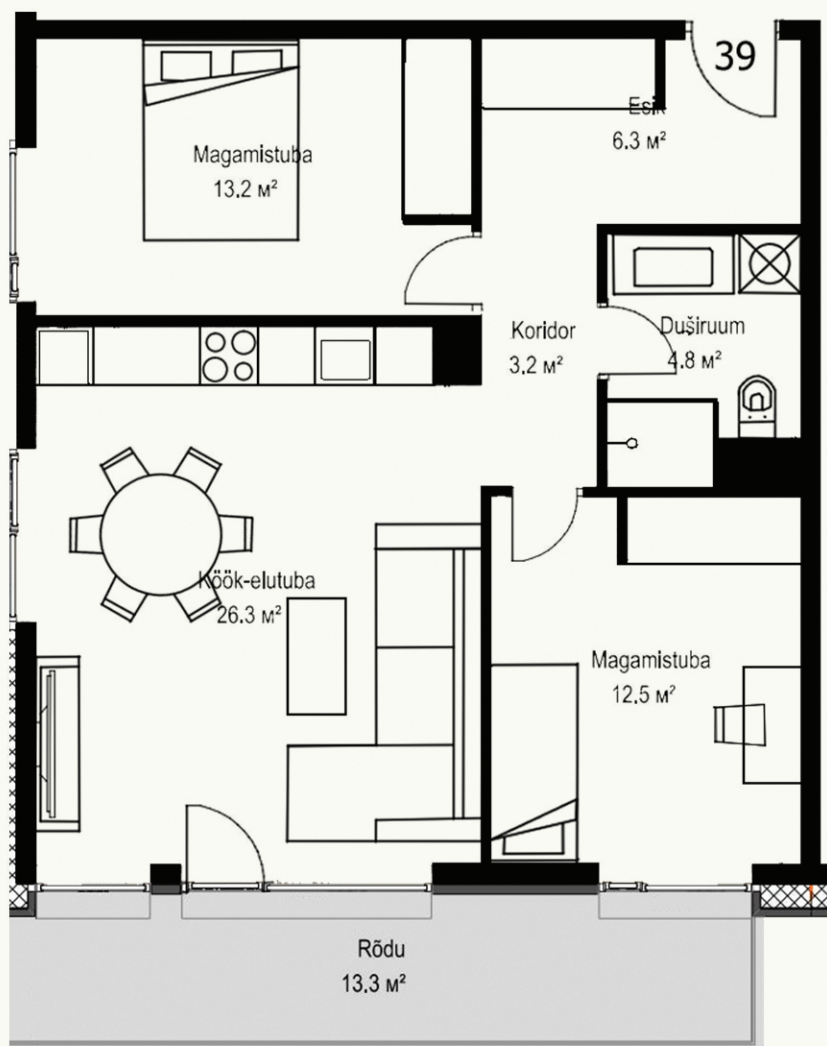 39
Esik
6.3 м²
Magamistuba
13.2 м²
Koridor
3.2 м²
Duširuum
4.8 м²
Köök-elutuba
26.3 м²
Magamistuba
12.5 м²
Rõdu
13.3 м²